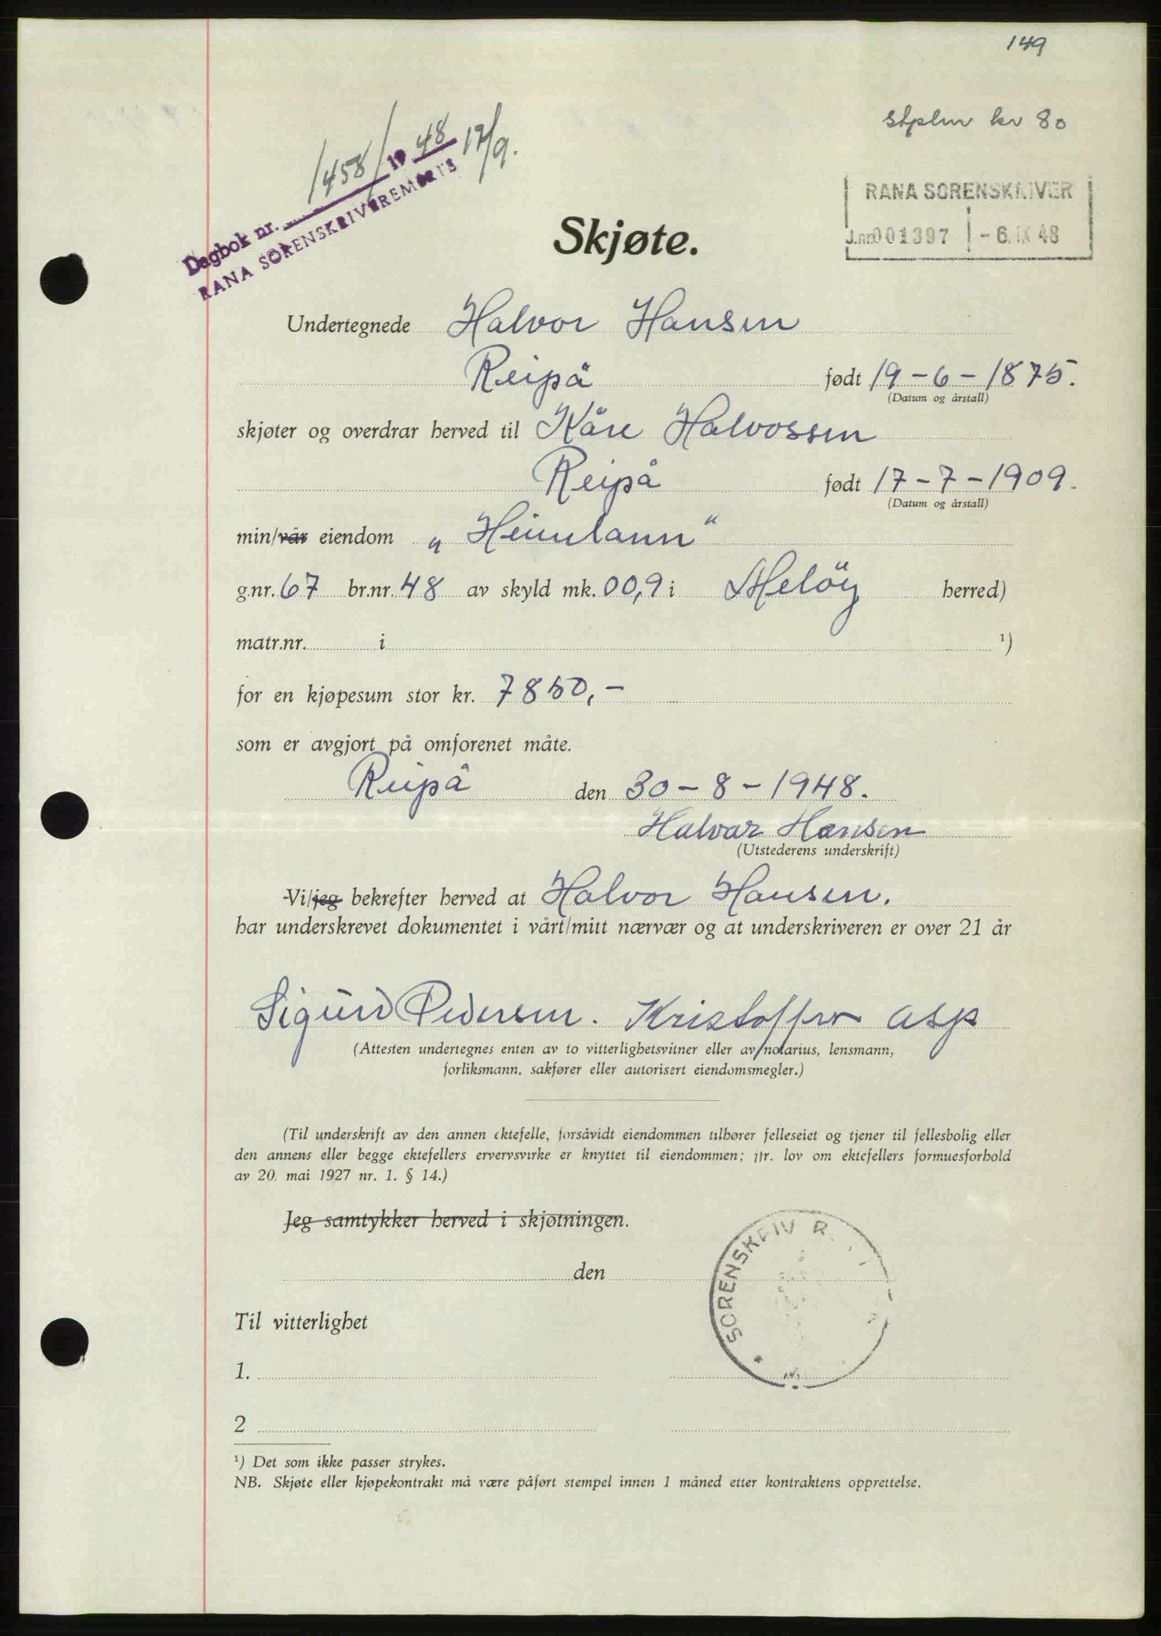 149
stplm kr 80
1458/ 48 17/9.
Dagbok nr. 19
RANA SORENSKRIVEREMBETE
RANA SORENSKRIVER
J.nr. 001397 - 6. IX 48
Skjøte.
Undertegnede Halvor Hansen
Reipå født 19-6-1875.
(Datum og årstall)
skjøter og overdrar herved til Kåre Halvossen
Reipå født 17-7-1909.
(Datum og årstall)
min/vår eiendom „Heimlann"
g.nr. 67 br.nr. 48 av skyld mk. 00,9 i Meløy herred)
matr.nr. i ¹)
for en kjøpesum stor kr. 7850,-
som er avgjort på omforenet måte.
Reipå den 30-8-1948.
Halvar Hansen
(Utstederens underskrift)
-Vi/jeg bekrefter herved at Halvor Hansen.
har underskrevet dokumentet i vårt/mitt nærvær og at underskriveren er over 21 år
Sigurd Pedersen. Kristoffer Asp
(Attesten undertegnes enten av to vitterlighetsvitner eller av notarius, lensmann,
forliksmann, sakfører eller autorisert eiendomsmegler.)
(Til underskrift av den annen ektefelle, forsåvidt eiendommen tilhører felleseiet og tjener til fellesbolig eller
den annens eller begge ektefellers ervervsvirke er knyttet til eiendommen; jfr. lov om ektefellers formuesforhold
av 20. mai 1927 nr. 1. § 14.)
Jeg samtykker herved i skjøtningen.
den
SORENSKRIV R
Til vitterlighet
1.
2
¹) Det som ikke passer strykes.
NB. Skjøte eller kjøpekontrakt må være påført stempel innen 1 måned etter kontraktens opprettelse.